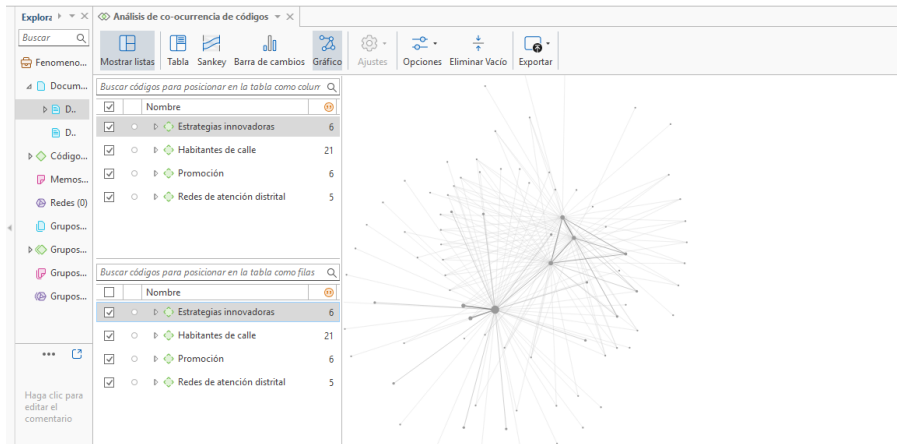 Explora
Análisis de co-ocurrencia de códigos
Buscar
Mostrar listas
Tabla
Sankey
Barra de cambios
Gráfico
Ajustes
Opciones
Eliminar Vacío
Exportar
Fenomeno...
Docum...
D..
D..
Código...
Memos...
Redes (0)
Grupos...
Grupos...
Grupos...
Grupos...
Haga clic para
editar el
comentario
Buscar códigos para posicionar en la tabla como colum
Nombre
Estrategias innovadoras 6
Habitantes de calle 21
Promoción 6
Redes de atención distrital 5
Buscar códigos para posicionar en la tabla como filas
Nombre
Estrategias innovadoras 6
Habitantes de calle 21
Promoción 6
Redes de atención distrital 5